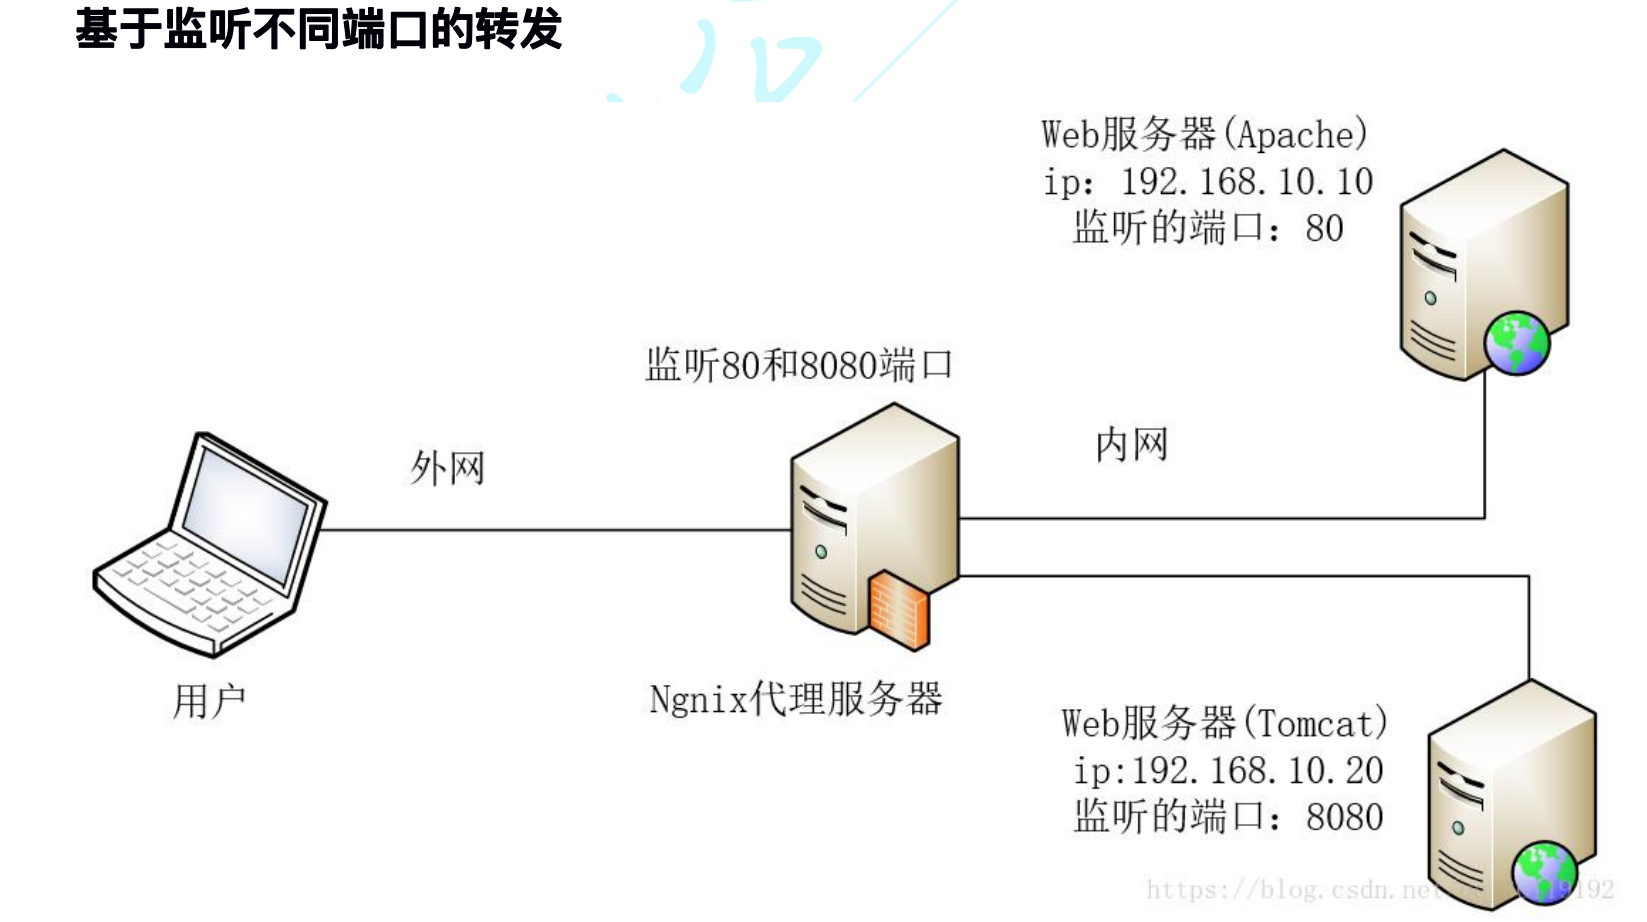 基于监听不同端口的转发
Web服务器(Apache)
ip: 192.168.10.10
监听的端口: 80
监听80和8080端口
外网
内网
用户
Ngnix代理服务器
Web服务器(Tomcat)
ip:192.168.10.20
监听的端口: 8080
https://blog.csdn.net